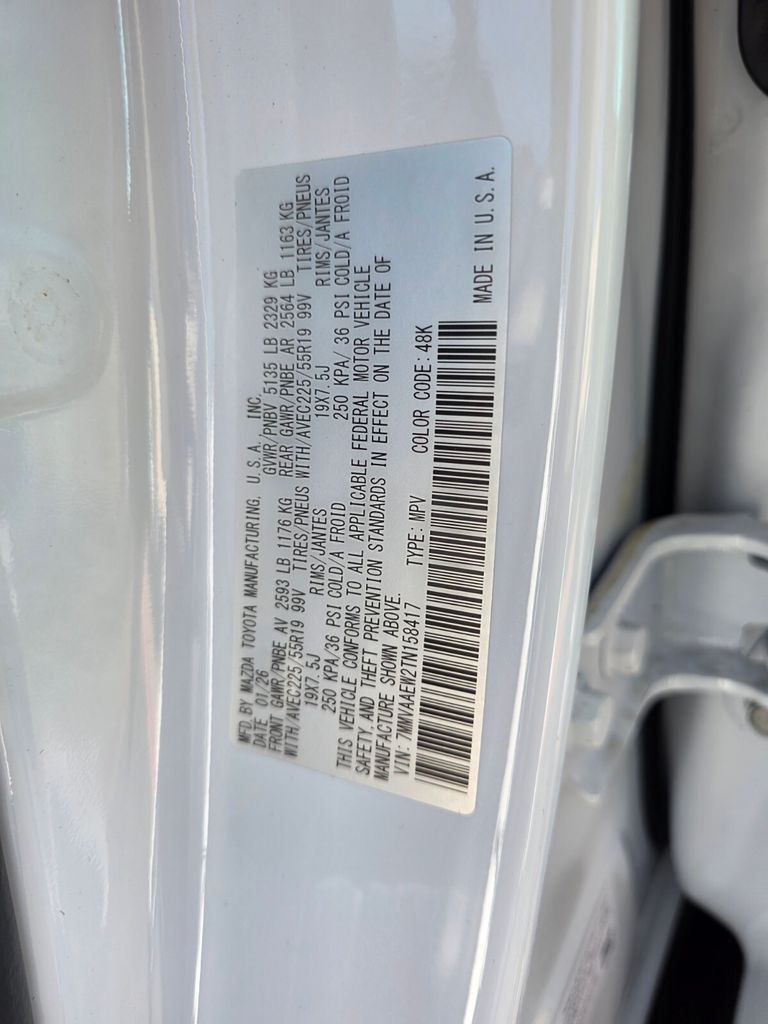 MFD. BY MAZDA TOYOTA MANUFACTURING, U.S.A. INC.
DATE 01/26 GVWR/PNBV 5135 LB 2329 KG
FRONT GAWR/PNBE AV 2593 LB 1176 KG REAR GAWR/PNBE AR 2564 LB 1163 KG
WITH/AVEC225/55R19 99V TIRES/PNEUS WITH/AVEC225/55R19 99V TIRES/PNEUS
19X7.5J RIMS/JANTES 19X7.5J RIMS/JANTES
250 KPA/36 PSI COLD/A FROID 250 KPA/ 36 PSI COLD/A FROID
THIS VEHICLE CONFORMS TO ALL APPLICABLE FEDERAL MOTOR VEHICLE
SAFETY, AND THEFT PREVENTION STANDARDS IN EFFECT ON THE DATE OF
MANUFACTURE SHOWN ABOVE.
VIN: 7MMVAAEW2TN158417 TYPE: MPV COLOR CODE: 48K
MADE IN U.S.A.